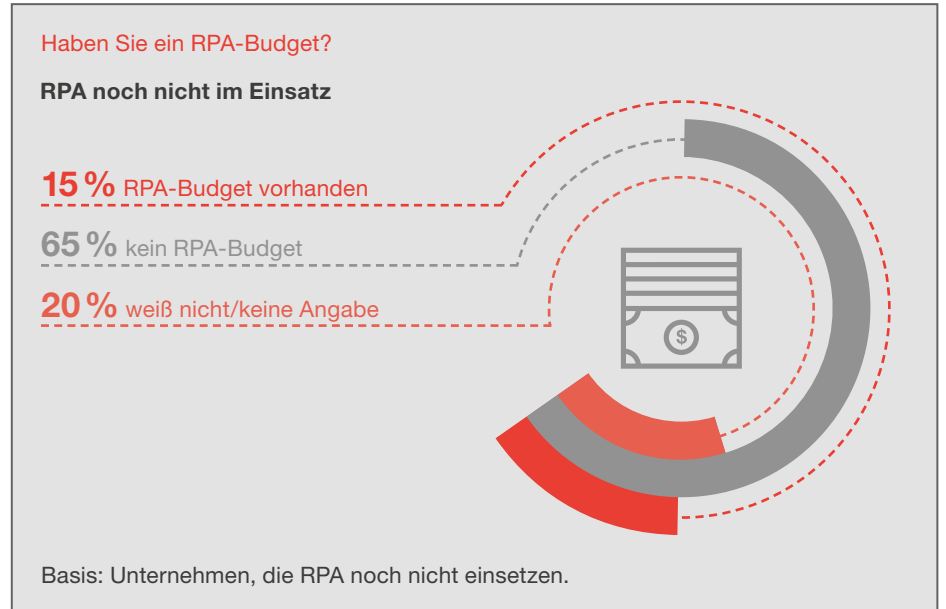 Haben Sie ein RPA-Budget?
RPA noch nicht im Einsatz
15 % RPA-Budget vorhanden
65 % kein RPA-Budget
20 % weiß nicht/keine Angabe
$
Basis: Unternehmen, die RPA noch nicht einsetzen.